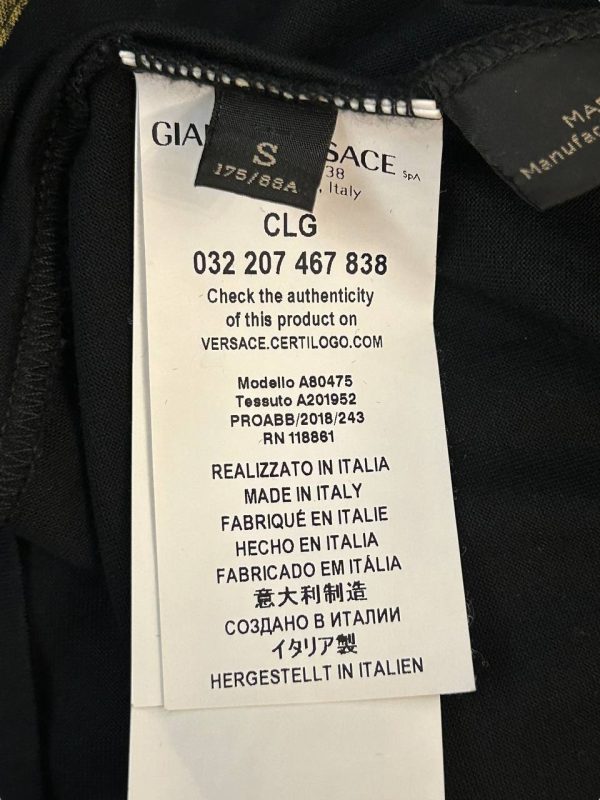 S
175/88A
SpA
38
, Italy
CLG
032 207 467 838
Check the authenticity
of this product on
VERSACE.CERTILOGO.COM
Modello A80475
Tessuto A201952
PROABB/2018/243
RN 118861
REALIZZATO IN ITALIA
MADE IN ITALY
FABRIQUÉ EN ITALIE
HECHO EN ITALIA
FABRICADO EM ITÁLIA
意大利制造
СОЗДАНО В ИТАЛИИ
イタリア製
HERGESTELLT IN ITALIEN